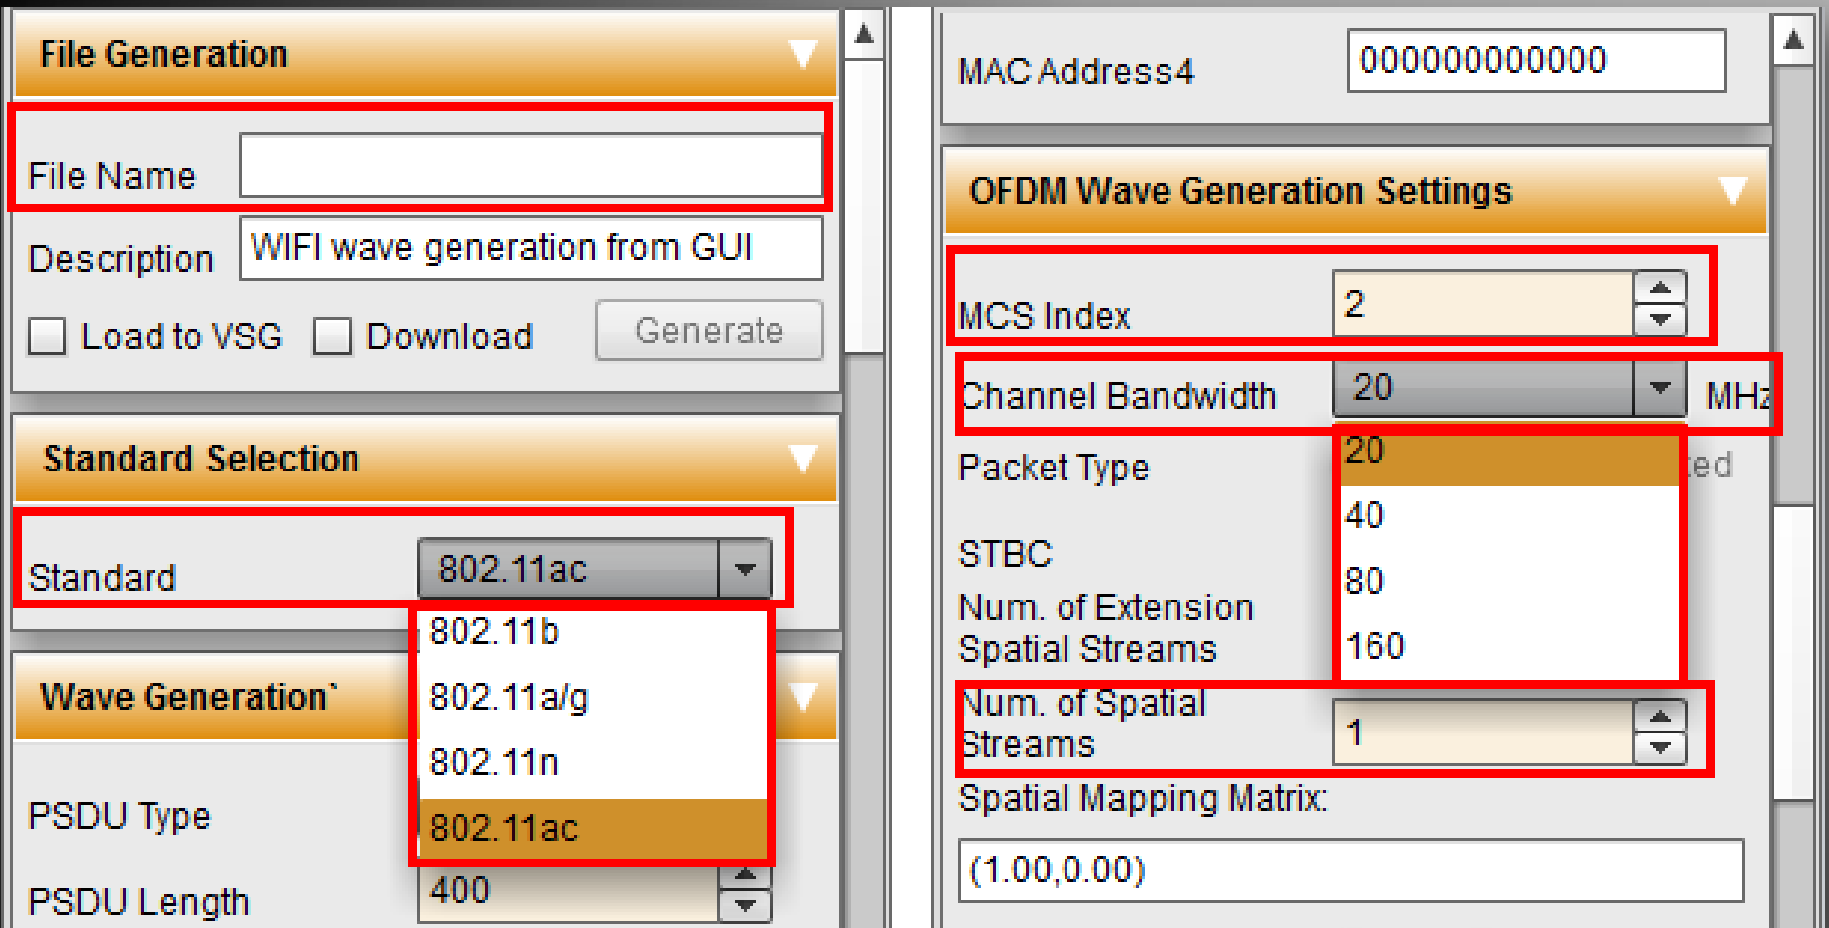 File Generation
File Name
Description
WIFI wave generation from GUI
Load to VSG
Download
Generate
Standard Selection
Standard
802.11ac
802.11b
802.11a/g
802.11n
802.11ac
Wave Generation`
PSDU Type
PSDU Length
400
MAC Address4
000000000000
OFDM Wave Generation Settings
MCS Index
2
Channel Bandwidth
20
MHz
20
40
80
160
Packet Type
STBC
Num. of Extension
Spatial Streams
Num. of Spatial
Streams
1
Spatial Mapping Matrix:
(1.00,0.00)